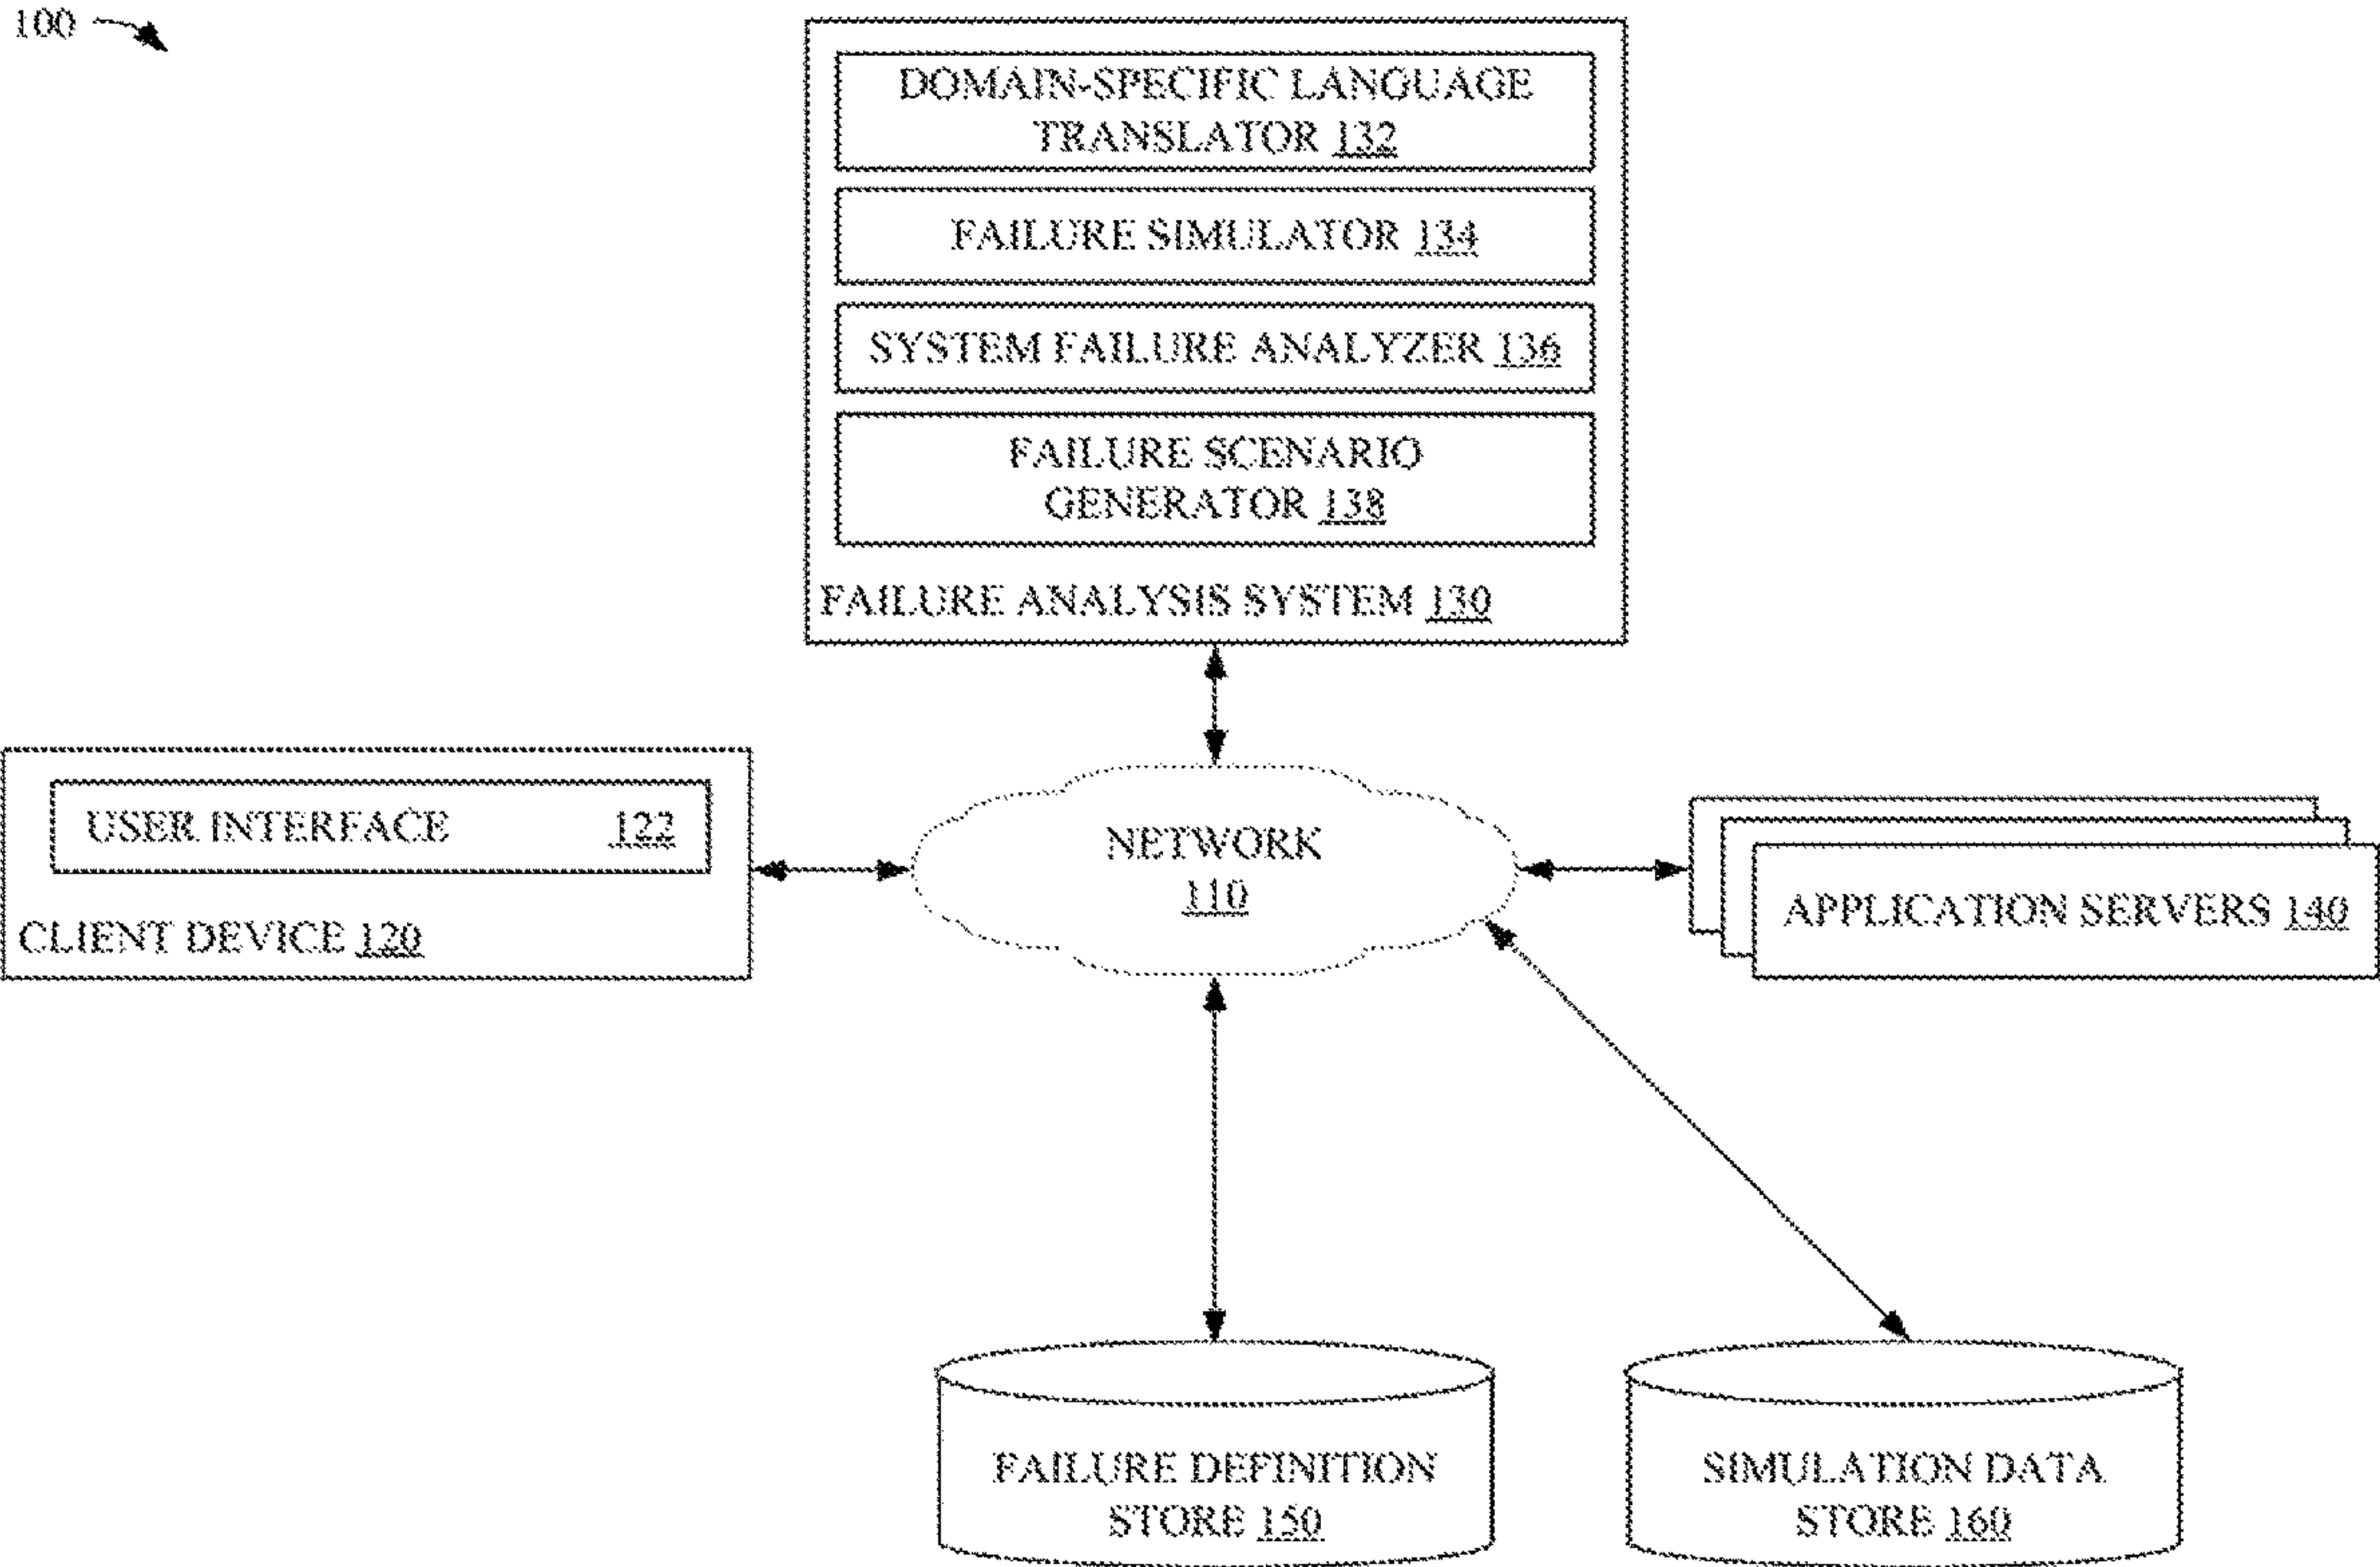 100
DOMAIN-SPECIFIC LANGUAGE
TRANSLATOR 132
FAILURE SIMULATOR 134
SYSTEM FAILURE ANALYZER 136
FAILURE SCENARIO
GENERATOR 138
FAILURE ANALYSIS SYSTEM 130
USER INTERFACE 122
CLIENT DEVICE 120
NETWORK
110
APPLICATION SERVERS 140
FAILURE DEFINITION
STORE 150
SIMULATION DATA
STORE 160